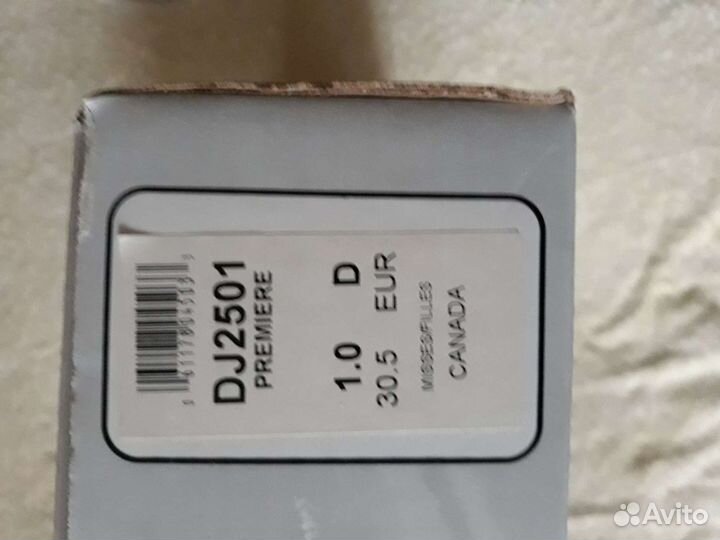 DJ2501
PREMIERE
1.0 D
30.5 EUR
MISSES/FILLES
CANADA
Avito